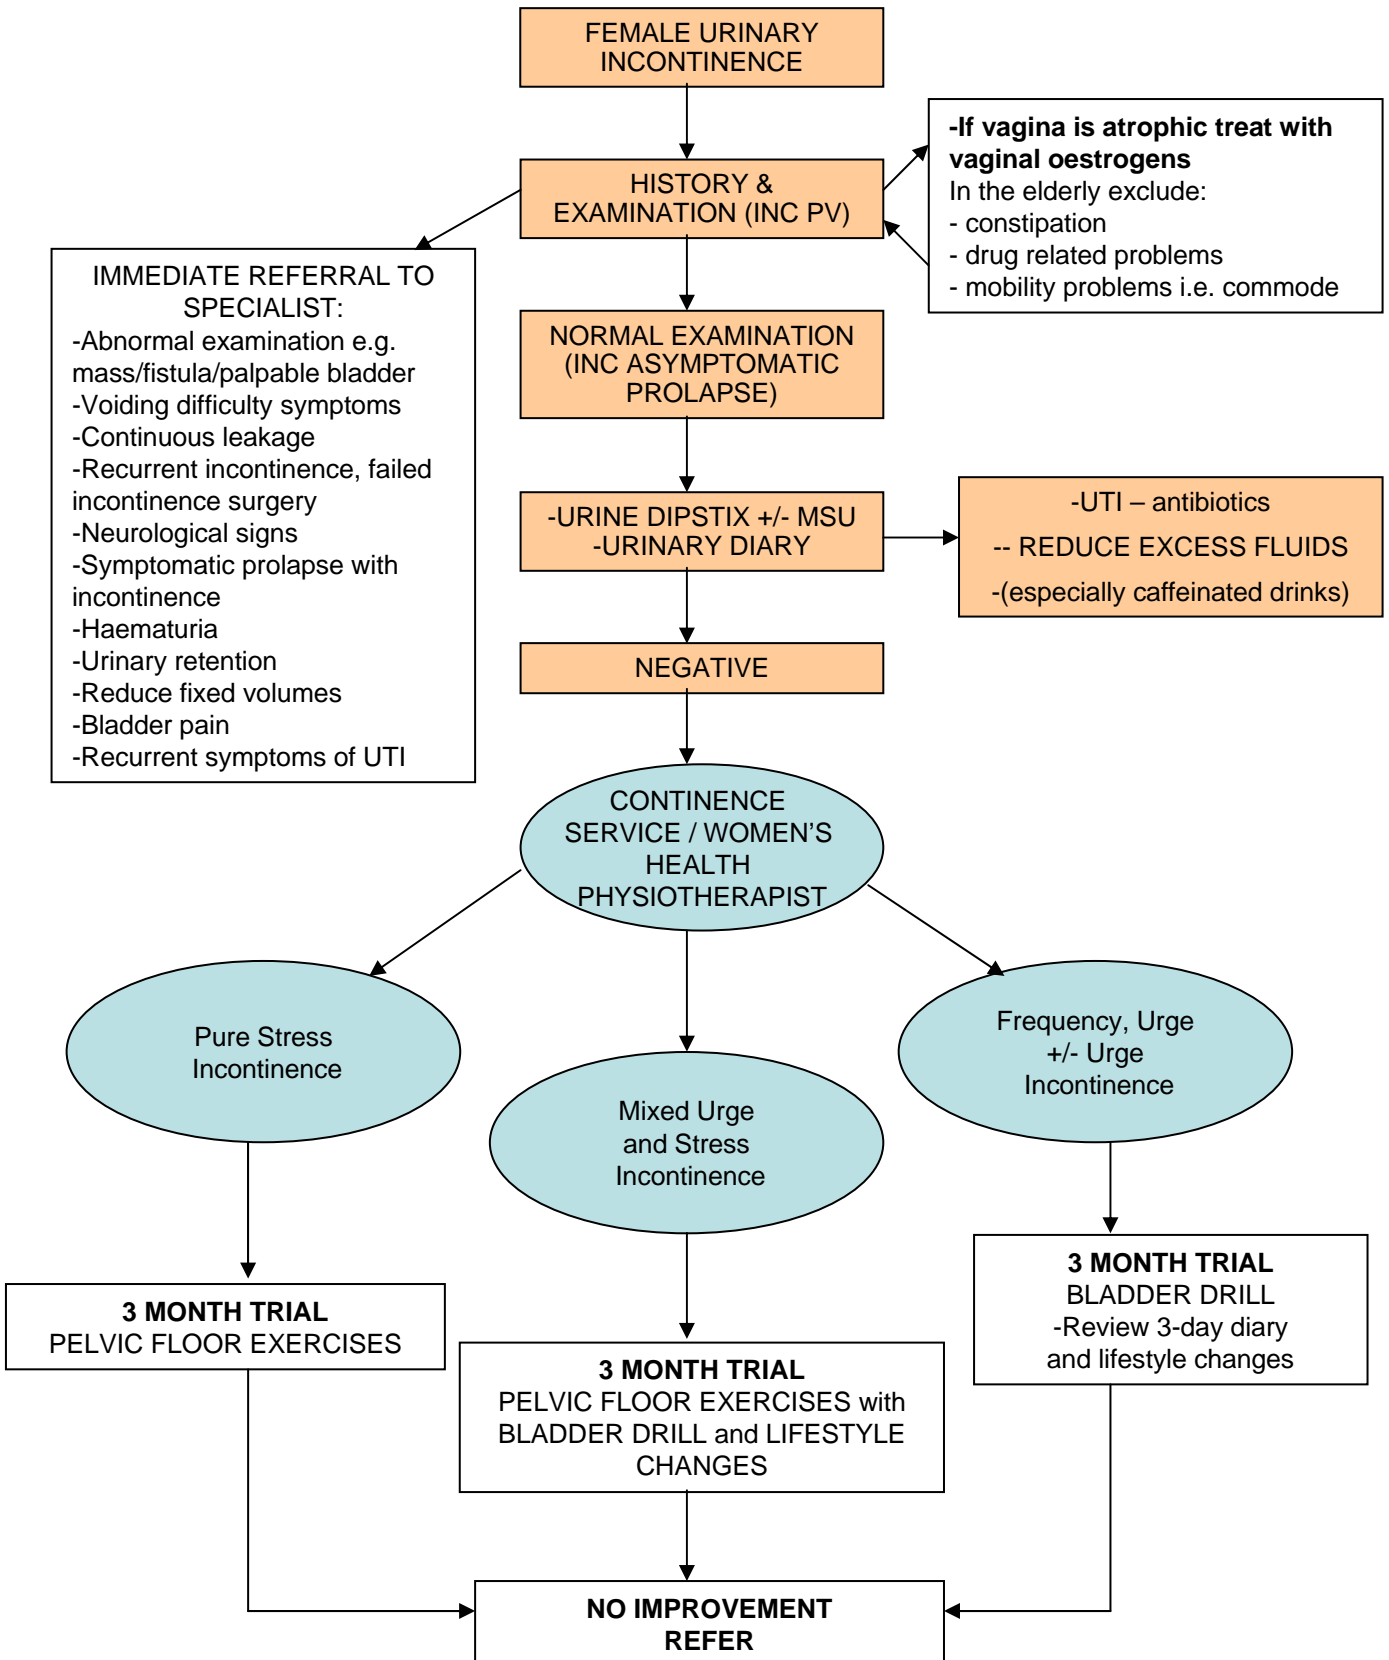 FEMALE URINARY
INCONTINENCE
-If vagina is atrophic treat with
vaginal oestrogens
In the elderly exclude:
- constipation
- drug related problems
- mobility problems i.e. commode
HISTORY &
EXAMINATION (INC PV)
IMMEDIATE REFERRAL TO
SPECIALIST:
-Abnormal examination e.g.
mass/fistula/palpable bladder
-Voiding difficulty symptoms
-Continuous leakage
-Recurrent incontinence, failed
incontinence surgery
-Neurological signs
-Symptomatic prolapse with
incontinence
-Haematuria
-Urinary retention
-Reduce fixed volumes
-Bladder pain
-Recurrent symptoms of UTI
NORMAL EXAMINATION
(INC ASYMPTOMATIC
PROLAPSE)
-URINE DIPSTIX +/- MSU
-URINARY DIARY
-UTI – antibiotics
-- REDUCE EXCESS FLUIDS
-(especially caffeinated drinks)
NEGATIVE
CONTINENCE
SERVICE / WOMEN'S
HEALTH
PHYSIOTHERAPIST
Pure Stress
Incontinence
Mixed Urge
and Stress
Incontinence
Frequency, Urge
+/- Urge
Incontinence
3 MONTH TRIAL
PELVIC FLOOR EXERCISES
3 MONTH TRIAL
PELVIC FLOOR EXERCISES with
BLADDER DRILL and LIFESTYLE
CHANGES
3 MONTH TRIAL
BLADDER DRILL
-Review 3-day diary
and lifestyle changes
NO IMPROVEMENT
REFER